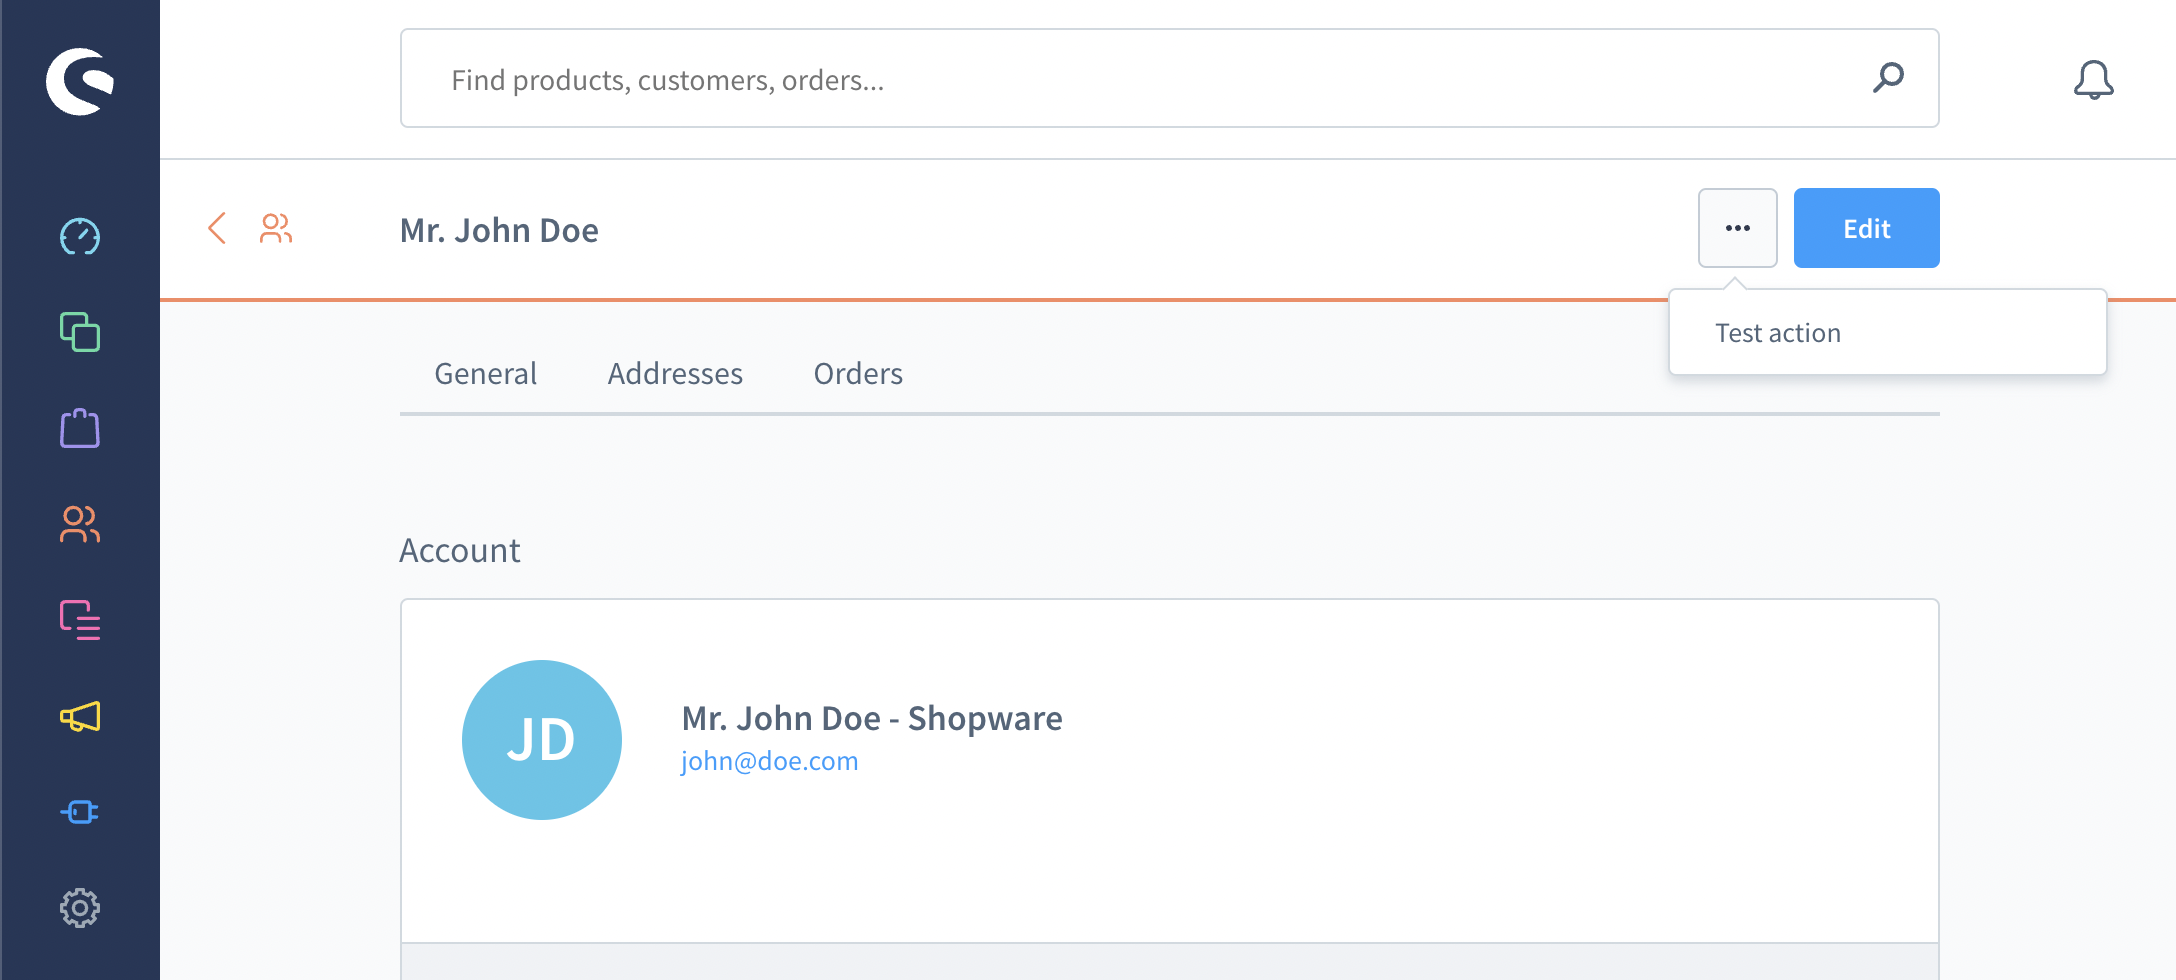 Find products, customers, orders...
Mr. John Doe
Edit
Test action
General
Addresses
Orders
Account
JD
Mr. John Doe - Shopware
john@doe.com